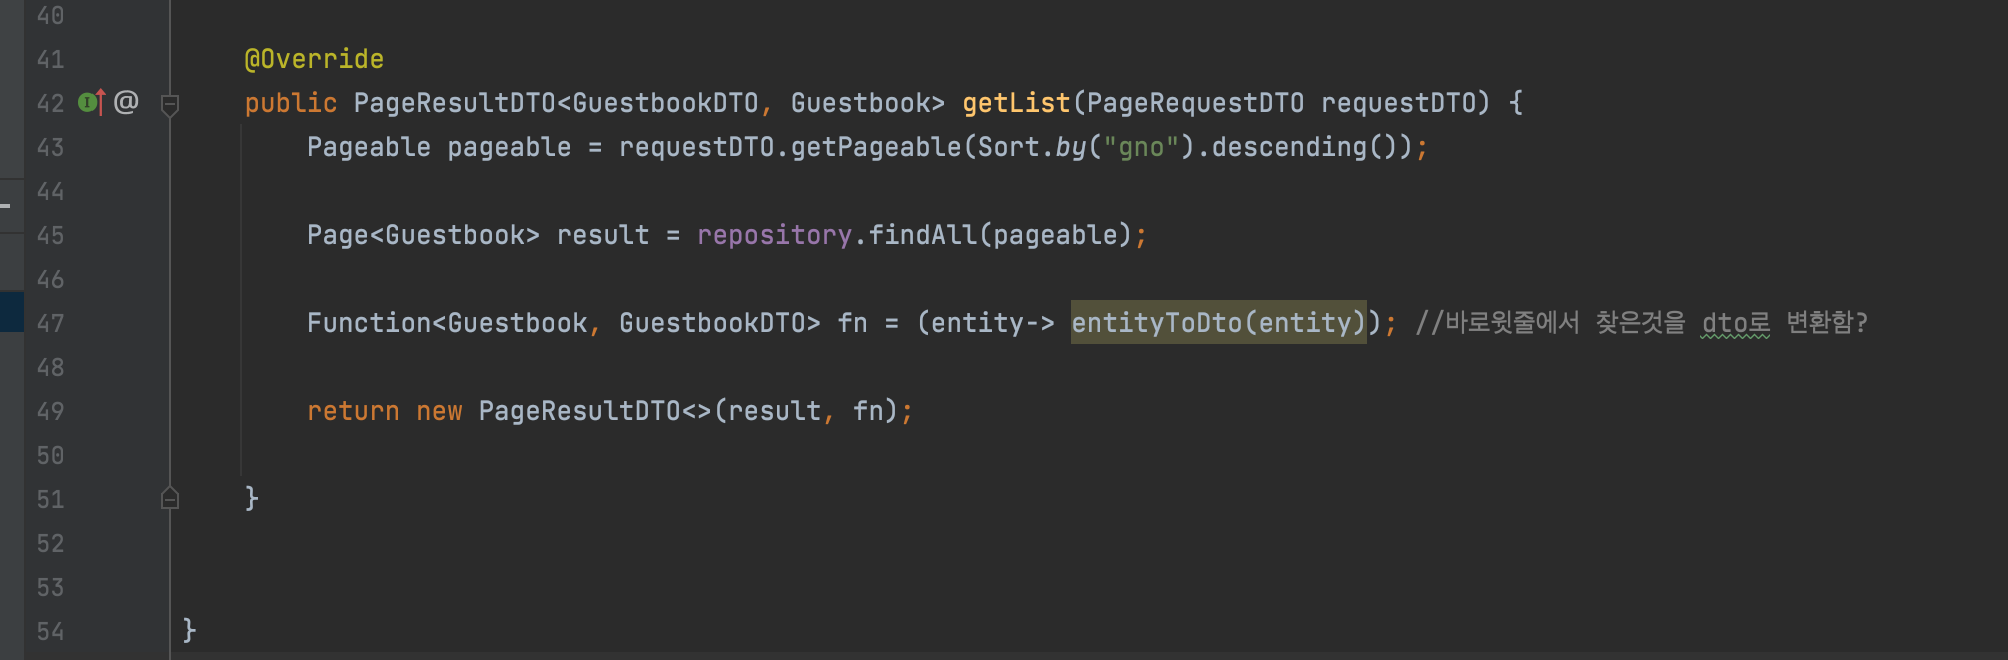 40
41 @Override
42 @ public PageResultDTO<GuestbookDTO, Guestbook> getList(PageRequestDTO requestDTO) {
43 Pageable pageable = requestDTO.getPageable(Sort.by("gno").descending());
44
45 Page<Guestbook> result = repository.findAll(pageable);
46
47 Function<Guestbook, GuestbookDTO> fn = (entity-> entityToDto(entity)); //바로윗줄에서 찾은것을 dto로 변환함?
48
49 return new PageResultDTO<>(result, fn);
50
51 }
52
53
54 }